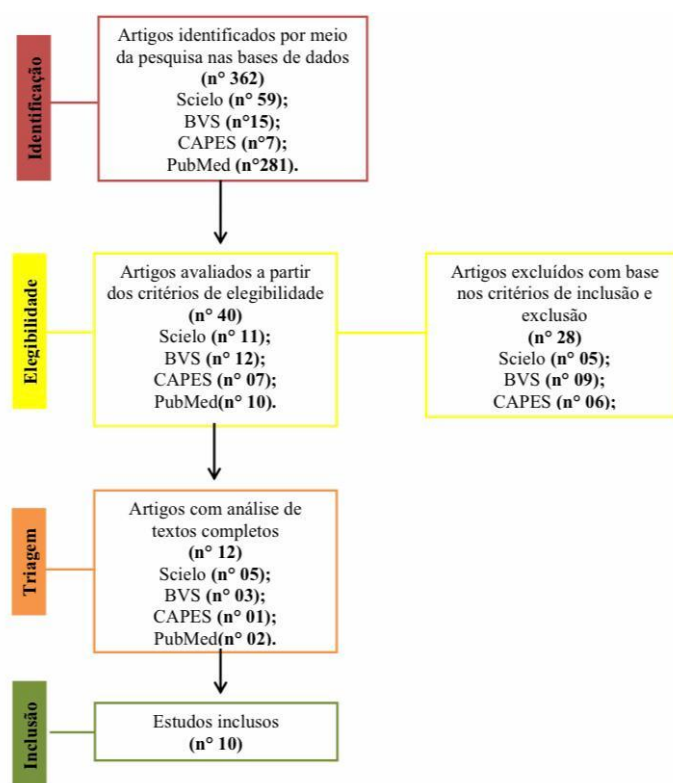 Identificação
Artigos identificados por meio
da pesquisa nas bases de dados
(n° 362)
Scielo (n° 59);
BVS (n°15);
CAPES (n°7);
PubMed (n°281).
Elegibilidade
Artigos avaliados a partir
dos critérios de elegibilidade
(n° 40)
Scielo (n° 11);
BVS (n° 12);
CAPES (n° 07);
PubMed(n° 10).
Artigos excluídos com base
nos critérios de inclusão e
exclusão
(n° 28)
Scielo (n° 05);
BVS (n° 09);
CAPES (n° 06);
Triagem
Artigos com análise de
textos completos
(n° 12)
Scielo (n° 05);
BVS (n° 03);
CAPES (n° 01);
PubMed(n° 02).
Inclusão
Estudos inclusos
(n° 10)